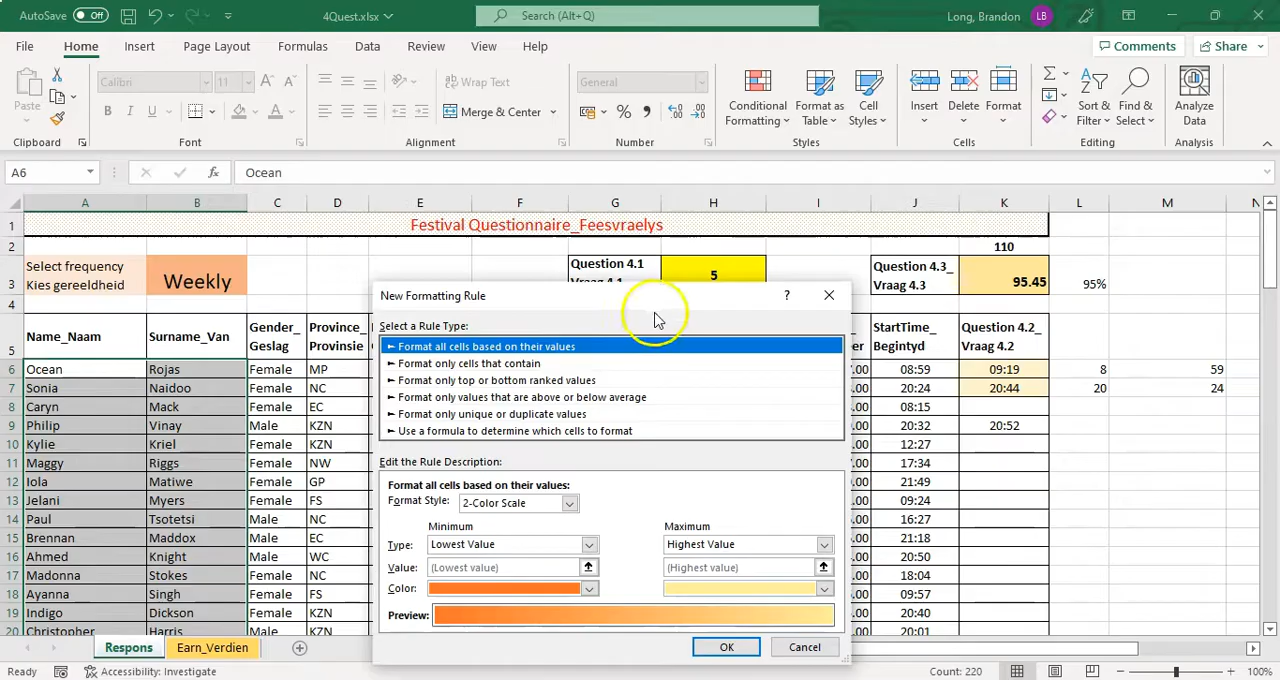 AutoSave Off 4Quest.xlsx Search (Alt+Q) Long, Brandon LB
File Home Insert Page Layout Formulas Data Review View Help Comments Share
Paste Calibri 11 Wrap Text General Conditional Formatting Format as Table Cell Styles Insert Delete Format Sort & Filter Find & Select Analyze Data
B I U Merge & Center % 
Clipboard Font Alignment Number Styles Cells Editing Analysis
A6 fx Ocean
A B C D E F G H I J K L M N
1 Festival Questionnaire_Feesvraelys
2 110
3 Select frequency Kies gereeldheid Weekly Question 4.1 5 Question 4.3_ Vraag 4.3 95.45 95%
4
5 Name_Naam Surname_Van Gender_ Geslag Province_ Provinsie StartTime_ Begintyd Question 4.2_ Vraag 4.2
6 Ocean Rojas Female MP 08:59 09:19 8 59
7 Sonia Naidoo Female NC 20:24 20:44 20 24
8 Caryn Mack Female EC 08:15
9 Philip Vinay Male KZN 20:32 20:52
10 Kylie Kriel Female KZN 12:27
11 Maggy Riggs Female NW 17:34
12 Iola Matiwe Female GP 21:49
13 Jelani Myers Female FS 09:24
14 Paul Tsotetsi Male NC 16:27
15 Brennan Maddox Male EC 21:18
16 Ahmed Knight Male WC 20:50
17 Madonna Stokes Female NC 18:04
18 Ayanna Singh Female FS 09:57
19 Indigo Dickson Female KZN 20:40
20 Christopher Harris Female FS 20:01
New Formatting Rule ?
Select a Rule Type:
► Format all cells based on their values
► Format only cells that contain
► Format only top or bottom ranked values
► Format only values that are above or below average
► Format only unique or duplicate values
► Use a formula to determine which cells to format
Edit the Rule Description:
Format all cells based on their values:
Format Style: 2-Color Scale
Minimum Maximum
Type: Lowest Value Highest Value
Value: (Lowest value) (Highest value)
Color:
Preview:
OK Cancel
Respons Earn_Verdien
Ready Accessibility: Investigate Count: 220 100%